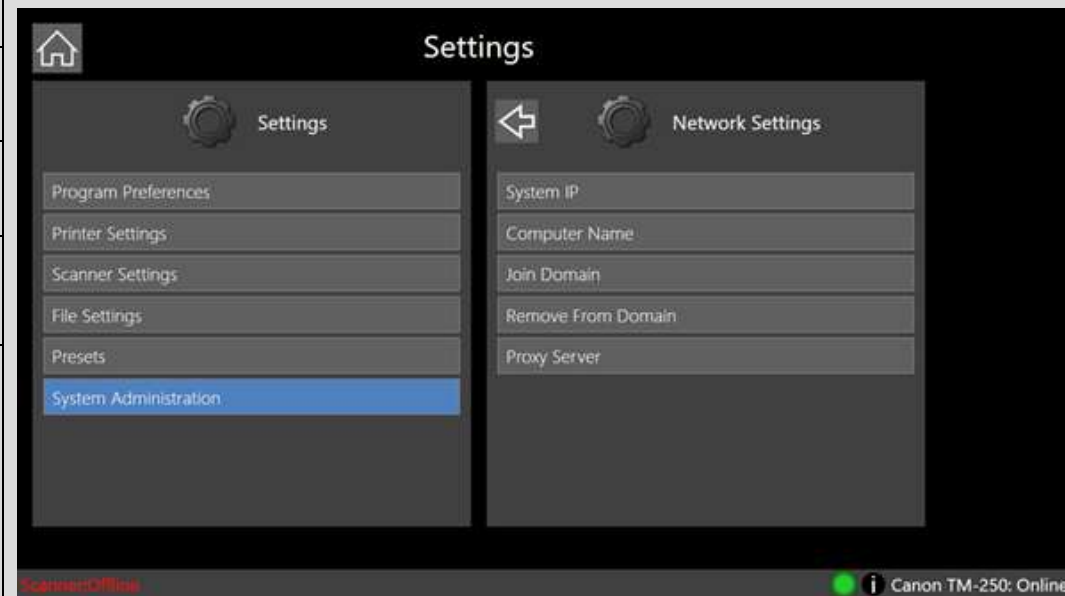 Settings
Settings
Network Settings
Program Preferences
Printer Settings
Scanner Settings
File Settings
Presets
System Administration
System IP
Computer Name
Join Domain
Remove From Domain
Proxy Server
Scanner:Offline
i Canon TM-250: Online